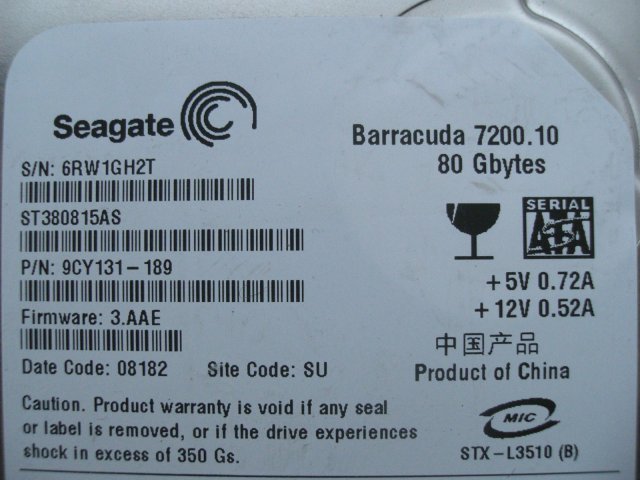 Seagate
Barracuda 7200.10
80 Gbytes
S/N: 6RW1GH2T
ST380815AS
P/N: 9CY131-189
Firmware: 3.AAE
Date Code: 08182 Site Code: SU
SERIAL
ATA
+5V 0.72A
+12V 0.52A
中国产品
Product of China
Caution. Product warranty is void if any seal
or label is removed, or if the drive experiences
shock in excess of 350 Gs.
MIC
STX-L3510 (B)